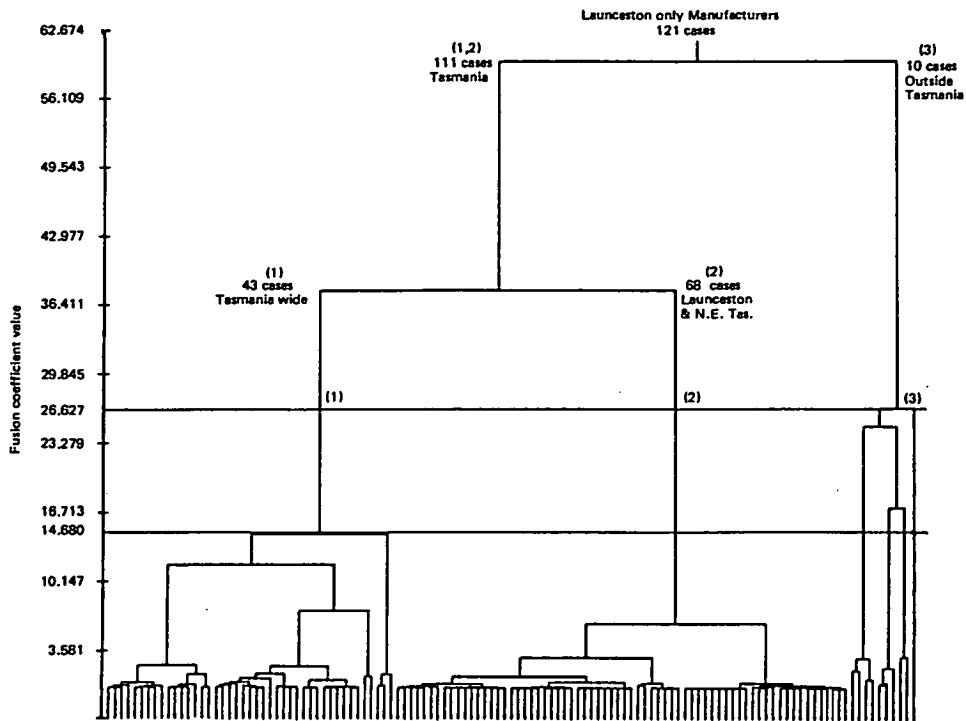 Launceston only Manufacturers
121 cases
(1,2)
111 cases
Tasmania
(3)
10 cases
Outside
Tasmania
(1)
43 cases
Tasmania wide
(2)
68 cases
Launceston
& N.E. Tas.
(1)
(2)
(3)
Fusion coefficient value
62.674
56.109
49.543
42.977
36.411
29.845
26.627
23.279
16.713
14.680
10.147
3.581